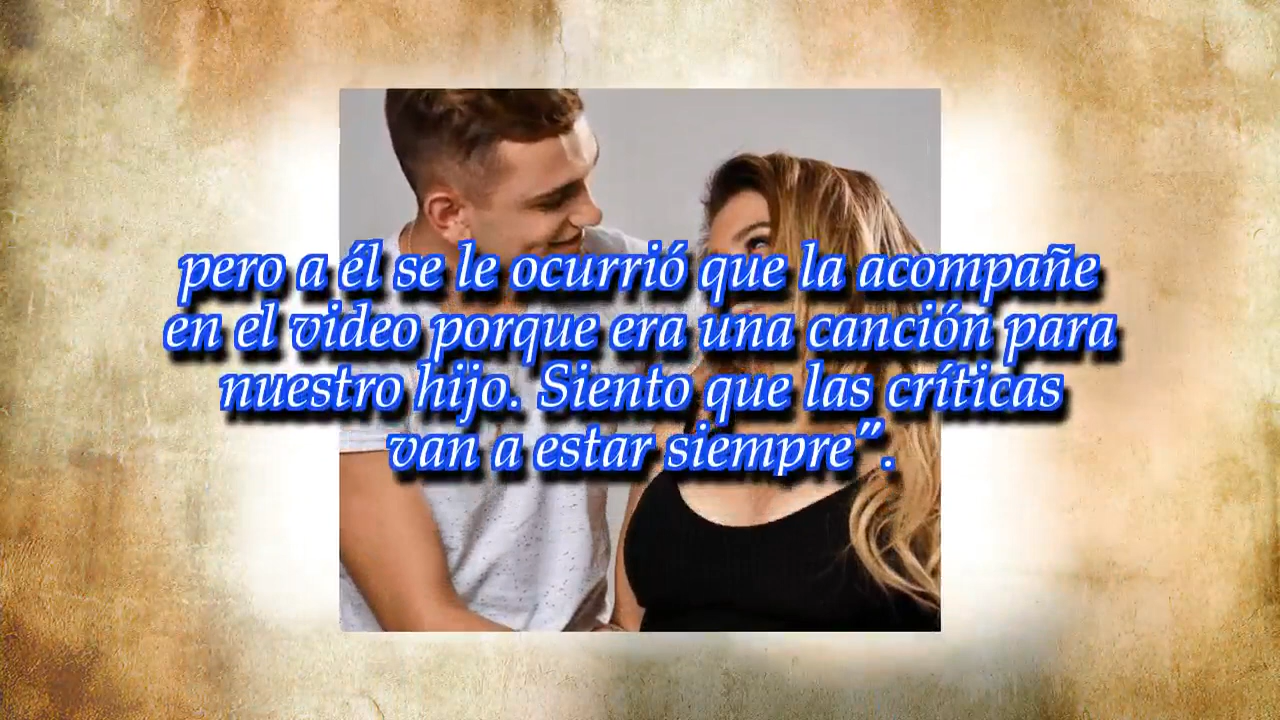 pero a él se le ocurrió que la acompañe
en el video porque era una canción para
nuestro hijo. Siento que las críticas
van a estar siempre”.